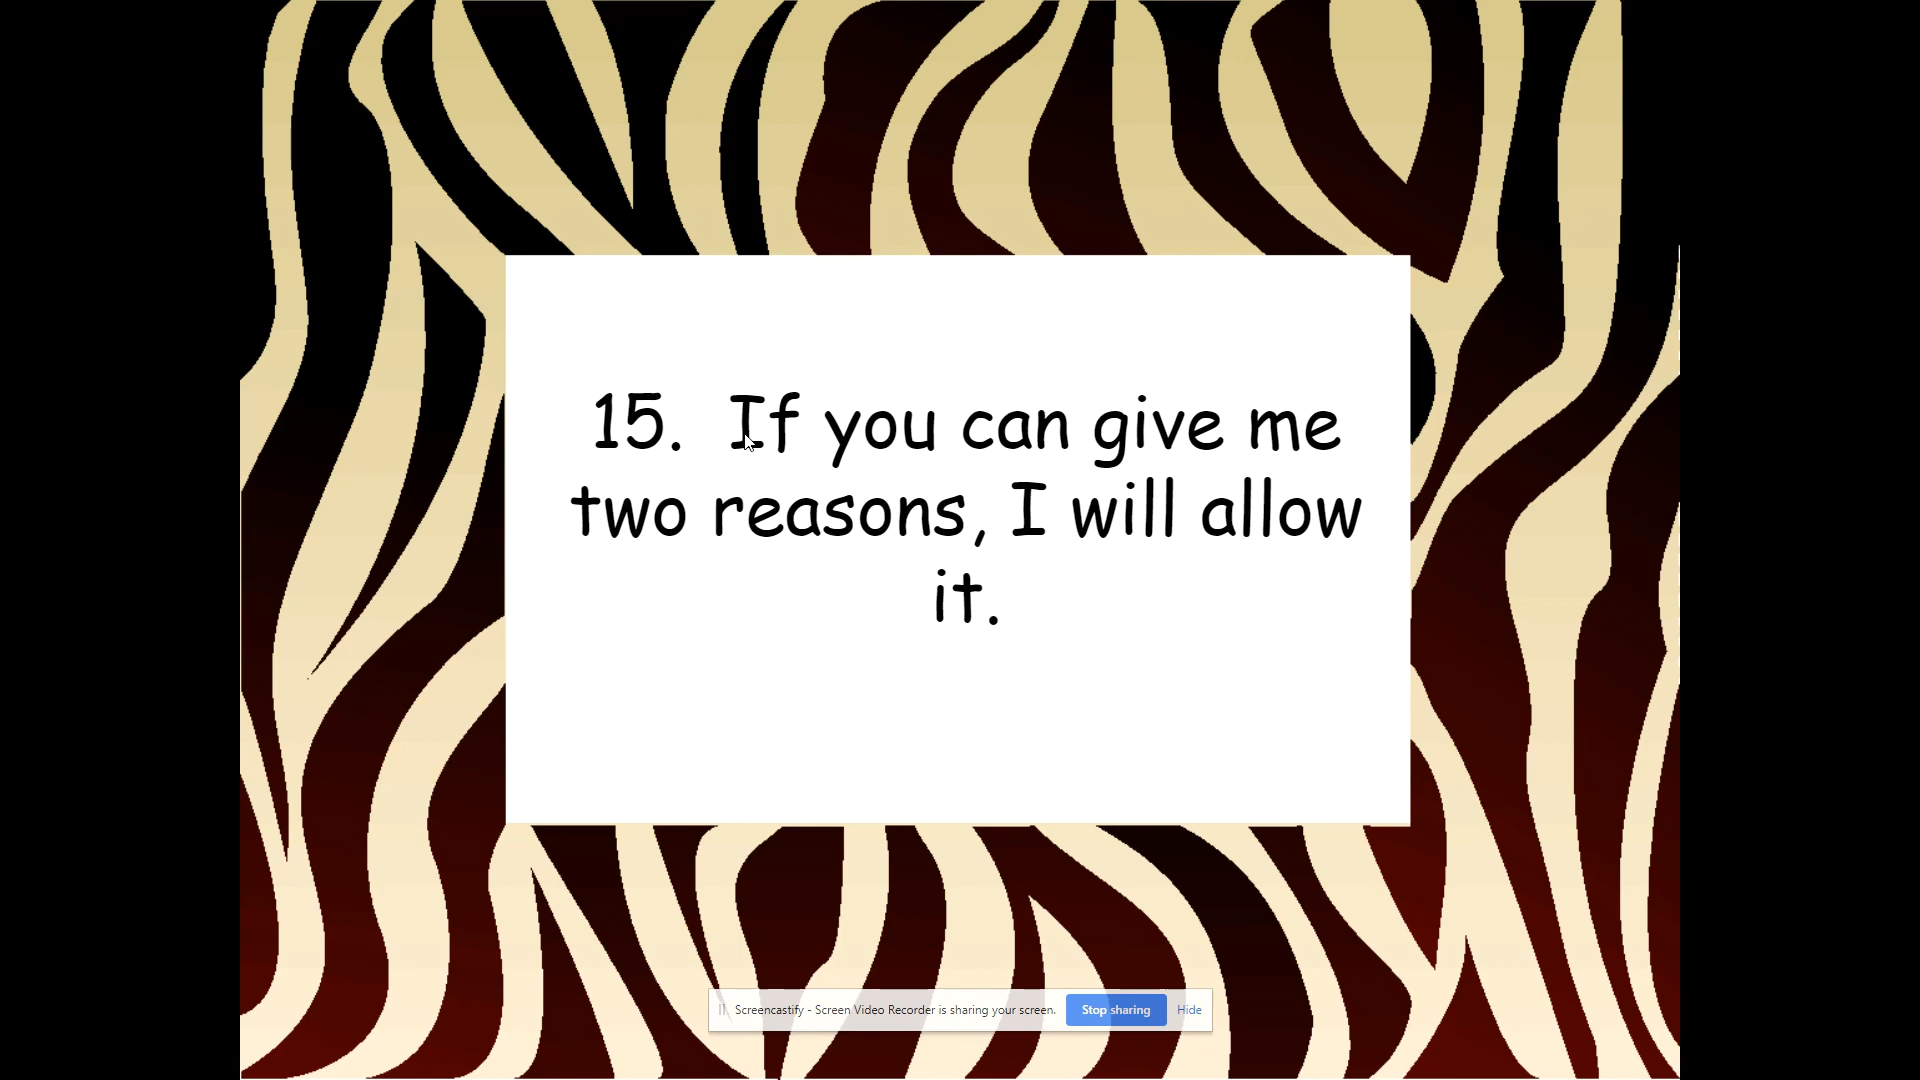 15.  If you can give me
two reasons, I will allow
it.
Screencastify - Screen Video Recorder is sharing your screen. Stop sharing Hide